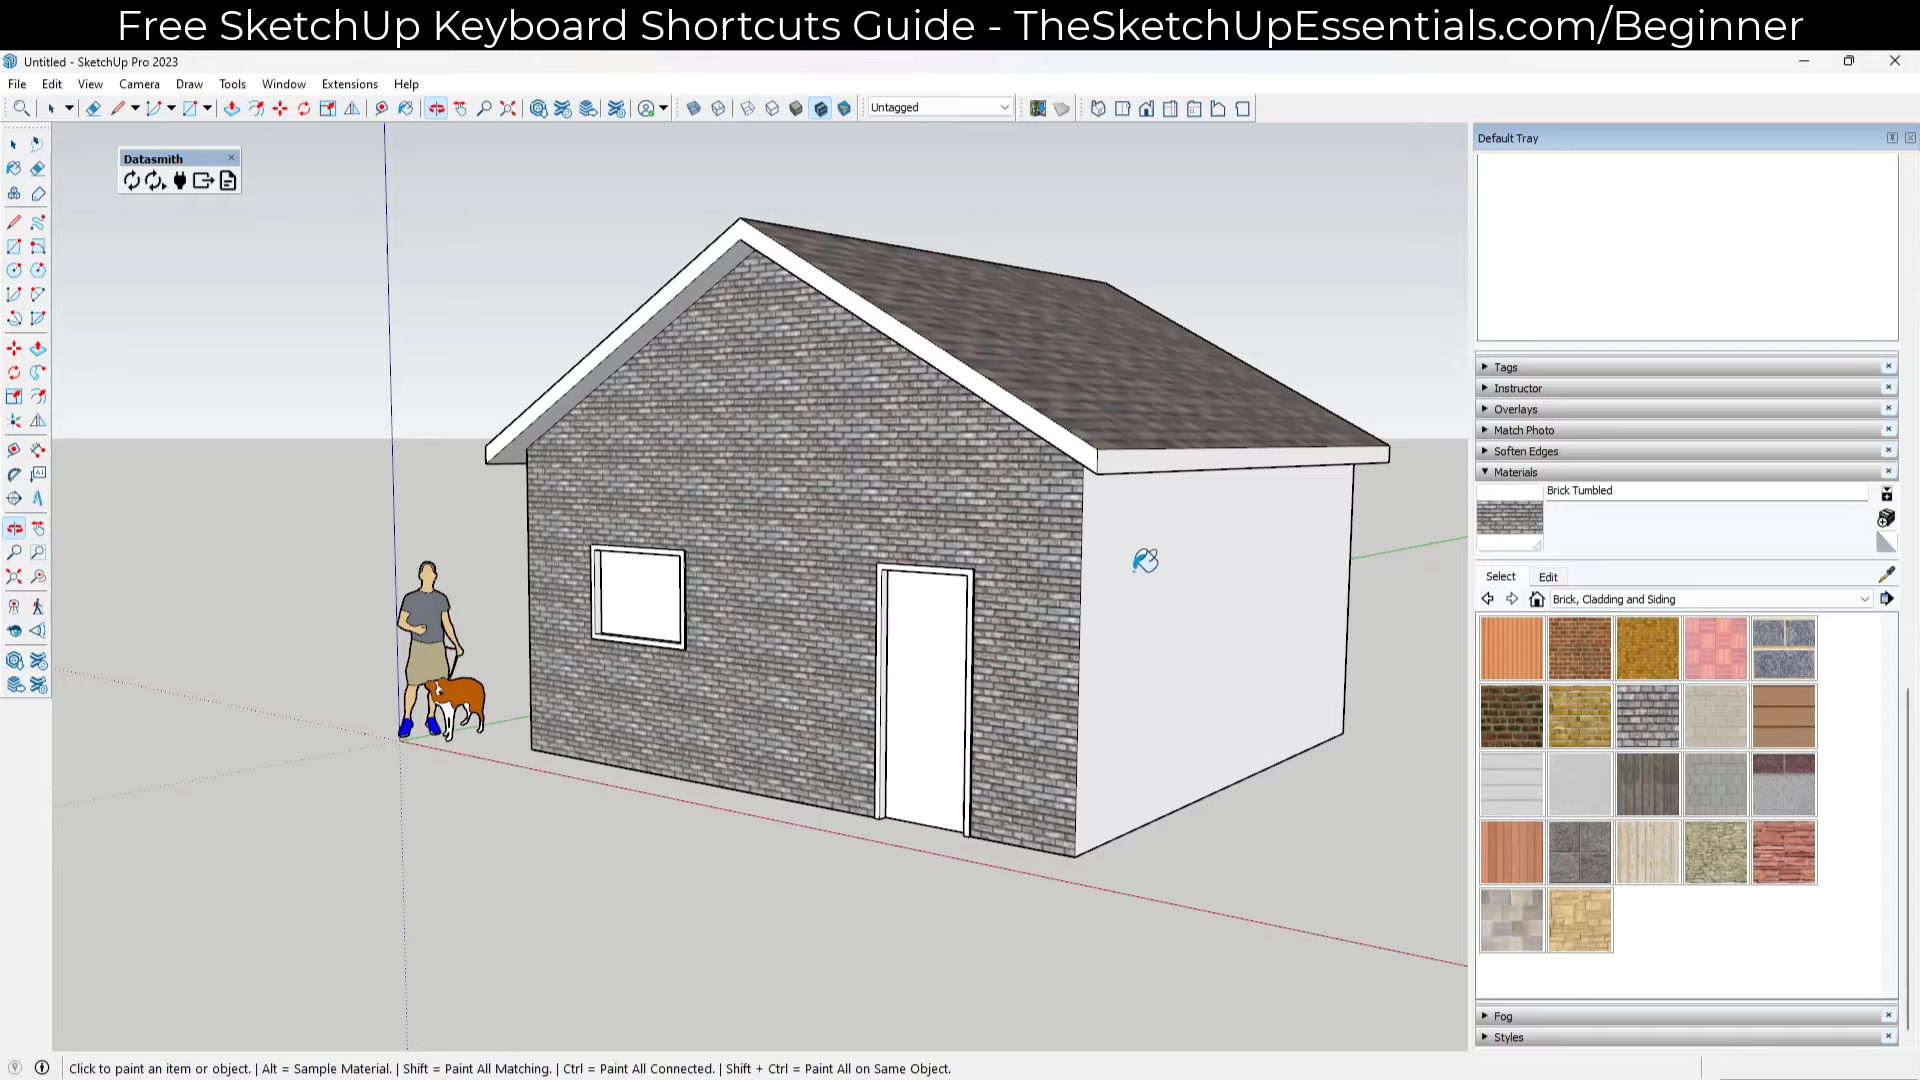 Free SketchUp Keyboard Shortcuts Guide - TheSketchUpEssentials.com/Beginner
Untitled - SketchUp Pro 2023
File Edit View Camera Draw Tools Window Extensions Help
Untagged
Default Tray
Datasmith
Tags
Instructor
Overlays
Match Photo
Soften Edges
Materials
Brick Tumbled
Select Edit
Brick, Cladding and Siding
Fog
Styles
Click to paint an item or object. | Alt = Sample Material. | Shift = Paint All Matching. | Ctrl = Paint All Connected. | Shift + Ctrl = Paint All on Same Object.